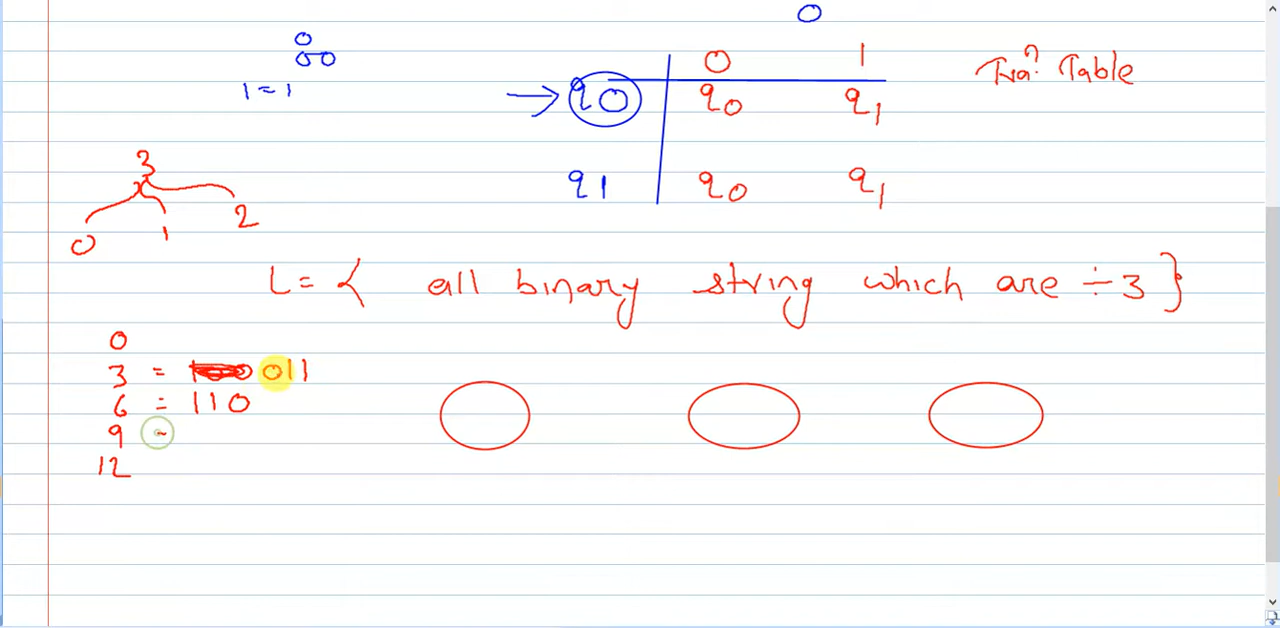 0
0
00
0 1 Tran? Table
1 = 1
→ q0 q0 q1
3
q1 q0 q1
0 1 2
L = { all binary string which are ÷ 3 }
0
3 = 011
6 = 110
9 =
12